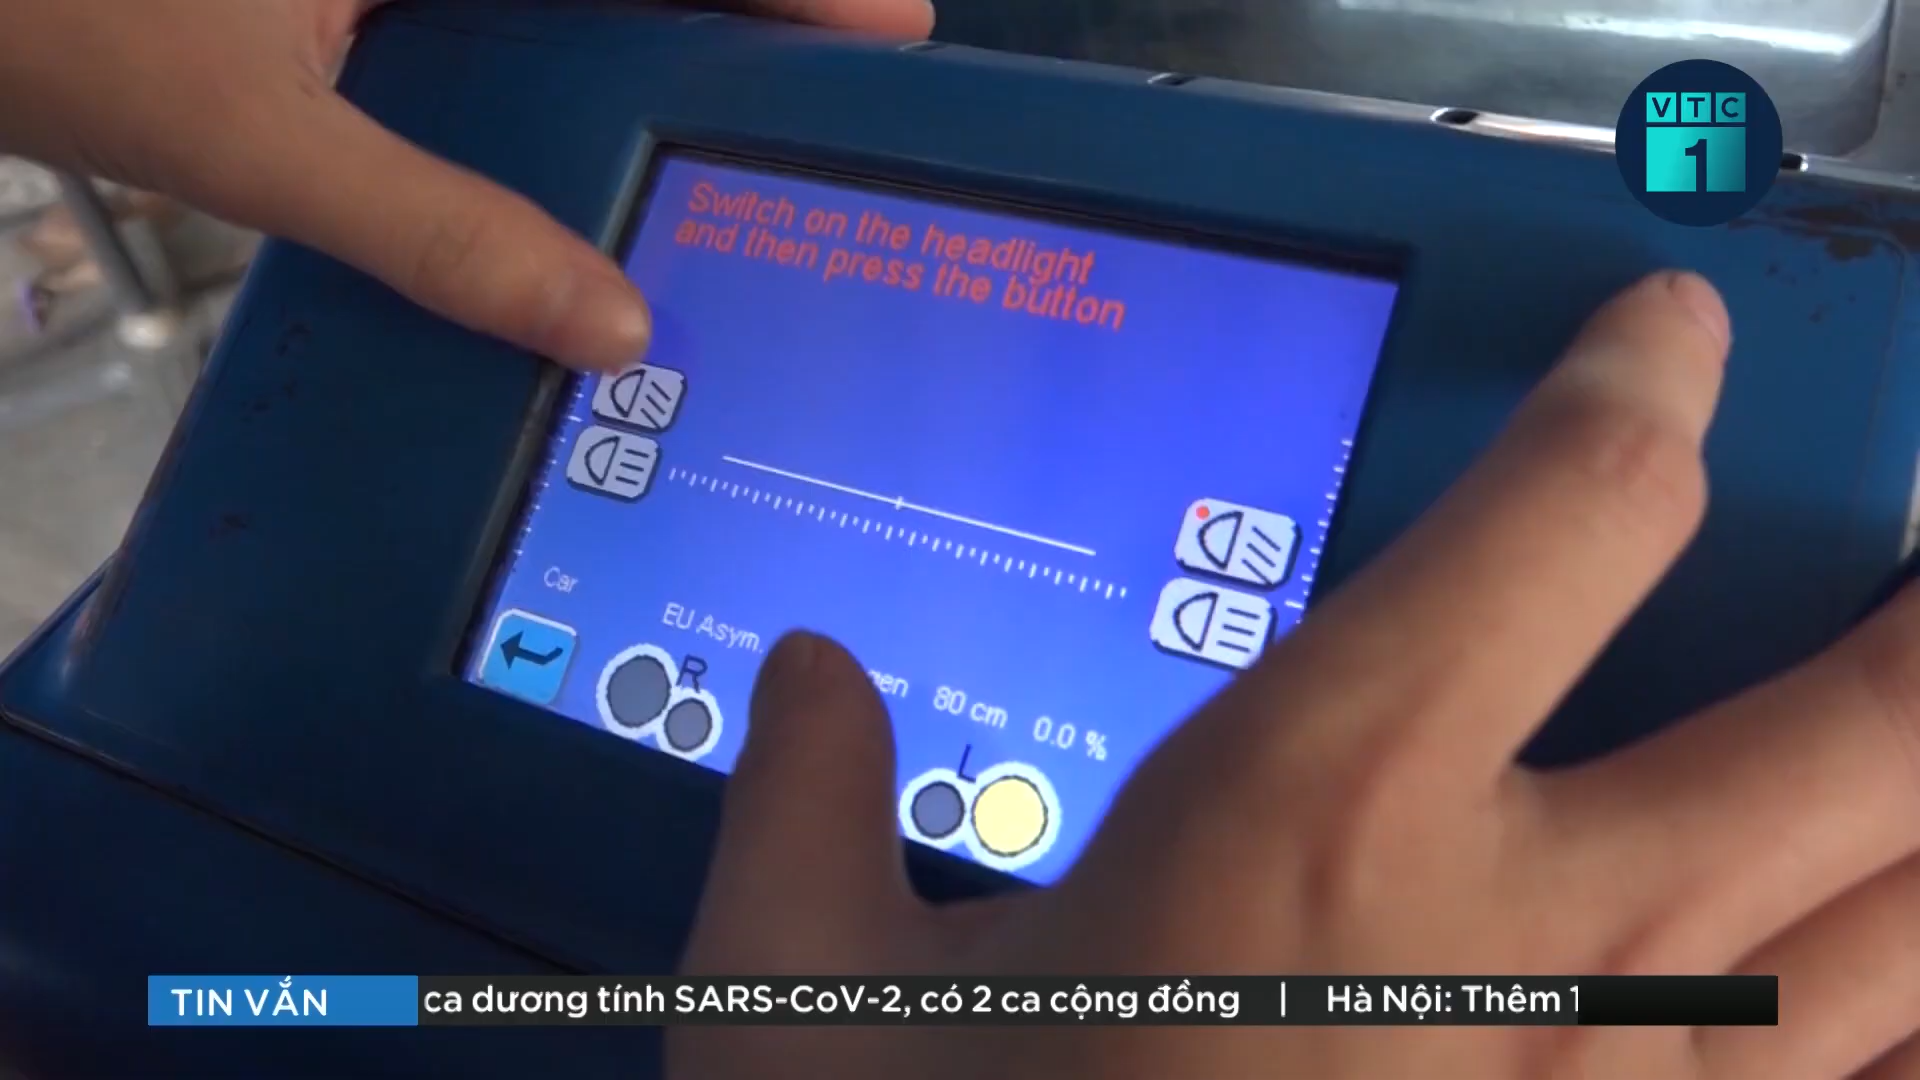 VTC
1
Switch on the headlight
and then press the button
Car
EU Asym.
80 cm
0.0 %
R
L
TIN VẮN
ca dương tính SARS-CoV-2, có 2 ca cộng đồng | Hà Nội: Thêm 1